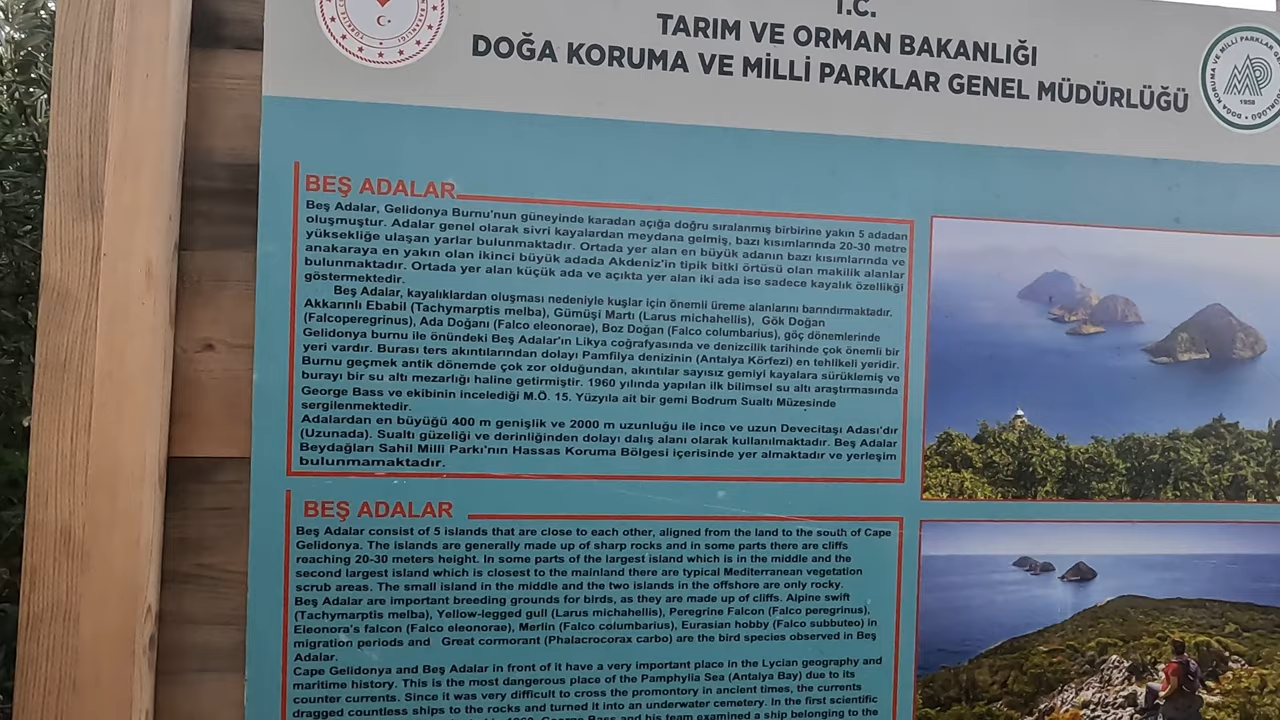 T.C.
TARIM VE ORMAN BAKANLIĞI
DOĞA KORUMA VE MİLLİ PARKLAR GENEL MÜDÜRLÜĞÜ
DOĞA KORUMA VE MİLLİ PARKLAR
1958
BEŞ ADALAR
Beş Adalar, Gelidonya Burnu'nun güneyinde karadan açığa doğru sıralanmış birbirine yakın 5 adadan
oluşmuştur. Adalar genel olarak sivri kayalardan meydana gelmiş, bazı kısımlarında 20-30 metre
yüksekliğe ulaşan yarlar bulunmaktadır. Ortada yer alan en büyük adanın bazı kısımlarında ve
anakaraya en yakın olan ikinci büyük adada Akdeniz'in tipik bitki örtüsü olan makilik alanlar
bulunmaktadır. Ortada yer alan küçük ada ve açıkta yer alan iki ada ise sadece kayalık özelliği
göstermektedir.
Beş Adalar, kayalıklardan oluşması nedeniyle kuşlar için önemli üreme alanlarını barındırmaktadır.
Akkarınlı Ebabil (Tachymarptis melba), Gümüşi Martı (Larus michahellis), Gök Doğan
(Falcoperegrinus), Ada Doğanı (Falco eleonorae), Boz Doğan (Falco columbarius), göç dönemlerinde
Gelidonya burnu ile önündeki Beş Adalar'ın Likya coğrafyasında ve denizcilik tarihinde çok önemli bir
yeri vardır. Burası ters akıntılarından dolayı Pamfilya denizinin (Antalya Körfezi) en tehlikeli yeridir.
Burnu geçmek antik dönemde çok zor olduğundan, akıntılar sayısız gemiyi kayalara sürüklemiş ve
burayı bir su altı mezarlığı haline getirmiştir. 1960 yılında yapılan ilk bilimsel su altı araştırmasında
George Bass ve ekibinin incelediği M.Ö. 15. Yüzyıla ait bir gemi Bodrum Sualtı Müzesinde
sergilenmektedir.
Adalardan en büyüğü 400 m genişlik ve 2000 m uzunluğu ile ince ve uzun Devecitaşı Adası'dır
(Uzunada). Sualtı güzeliği ve derinliğinden dolayı dalış alanı olarak kullanılmaktadır. Beş Adalar
Beydağları Sahil Milli Parkı'nın Hassas Koruma Bölgesi içerisinde yer almaktadır ve yerleşim
bulunmamaktadır.
BEŞ ADALAR
Beş Adalar consist of 5 islands that are close to each other, aligned from the land to the south of Cape
Gelidonya. The islands are generally made up of sharp rocks and in some parts there are cliffs
reaching 20-30 meters height. In some parts of the largest island which is in the middle and the
second largest island which is closest to the mainland there are typical Mediterranean vegetation
scrub areas. The small island in the middle and the two islands in the offshore are only rocky.
Beş Adalar are important breeding grounds for birds, as they are made up of cliffs. Alpine swift
(Tachymarptis melba), Yellow-legged gull (Larus michahellis), Peregrine Falcon (Falco peregrinus),
Eleonora's falcon (Falco eleonorae), Merlin (Falco columbarius), Eurasian hobby (Falco subbuteo) in
migration periods and Great cormorant (Phalacrocorax carbo) are the bird species observed in Beş
Adalar.
Cape Gelidonya and Beş Adalar in front of it have a very important place in the Lycian geography and
maritime history. This is the most dangerous place of the Pamphylia Sea (Antalya Bay) due to its
counter currents. Since it was very difficult to cross the promontory in ancient times, the currents
dragged countless ships to the rocks and turned it into an underwater cemetery. In the first scientific
1960, George Bass and his team examined a ship belonging to the